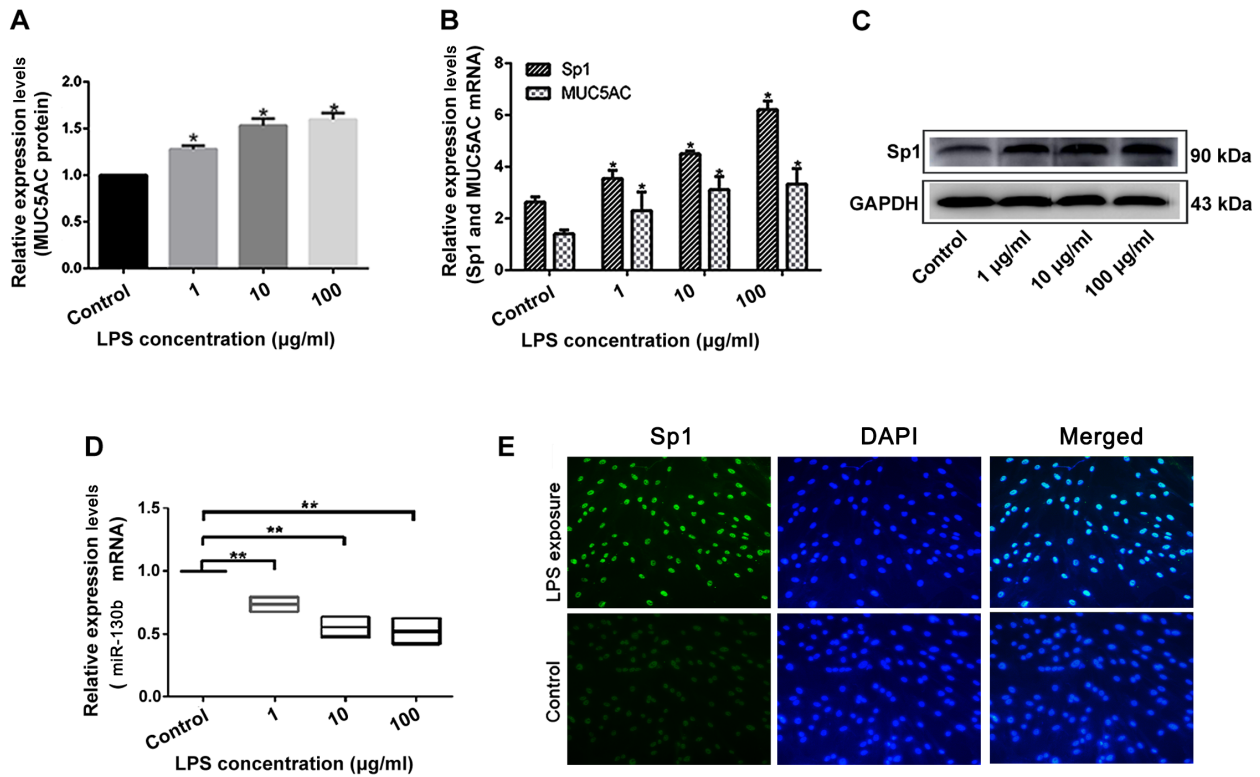 A
Relative expression levels
(MUC5AC protein)
2.0
1.5
1.0
0.5
0.0
*
*
*
Control
1
10
100
LPS concentration (µg/ml)
B
Relative expression levels
(Sp1 and MUC5AC mRNA)
8
6
4
2
0
Sp1
MUC5AC
*
*
*
*
*
*
Control
1
10
100
LPS concentration (µg/ml)
C
Sp1
90 kDa
GAPDH
43 kDa
Control
1 µg/ml
10 µg/ml
100 µg/ml
D
Relative expression levels
( miR-130b mRNA)
1.5
1.0
0.5
0.0
**
**
**
Control
1
10
100
LPS concentration (µg/ml)
E
Sp1
DAPI
Merged
LPS exposure
Control